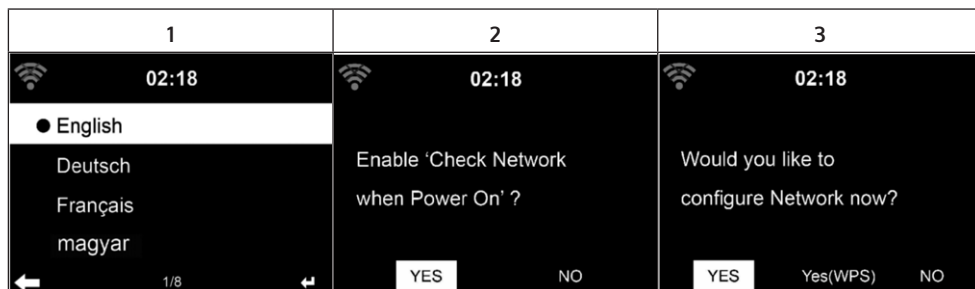 1 2 3
02:18 02:18 02:18
English
Deutsch
Français
magyar
1/8
Enable ‘Check Network
when Power On’ ?
YES NO
Would you like to
configure Network now?
YES Yes(WPS) NO